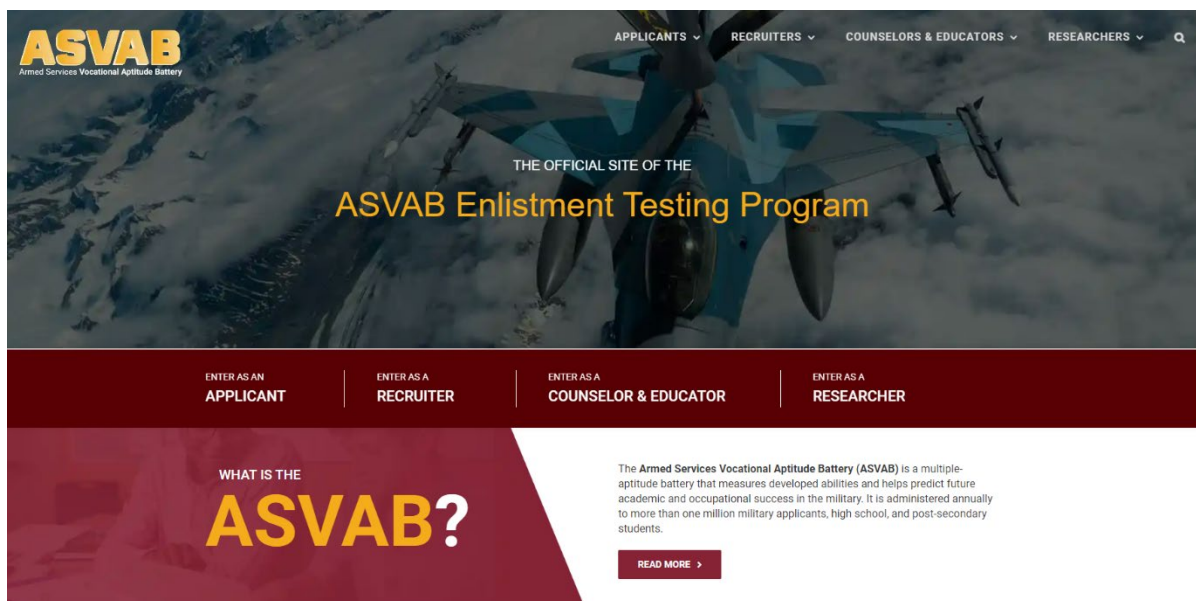 ASVAB
Armed Services Vocational Aptitude Battery
APPLICANTS
RECRUITERS
COUNSELORS & EDUCATORS
RESEARCHERS
THE OFFICIAL SITE OF THE
ASVAB Enlistment Testing Program
ENTER AS AN
APPLICANT
ENTER AS A
RECRUITER
ENTER AS A
COUNSELOR & EDUCATOR
ENTER AS A
RESEARCHER
WHAT IS THE
ASVAB?
The Armed Services Vocational Aptitude Battery (ASVAB) is a multiple-
aptitude battery that measures developed abilities and helps predict future
academic and occupational success in the military. It is administered annually
to more than one million military applicants, high school, and post-secondary
students.
READ MORE >